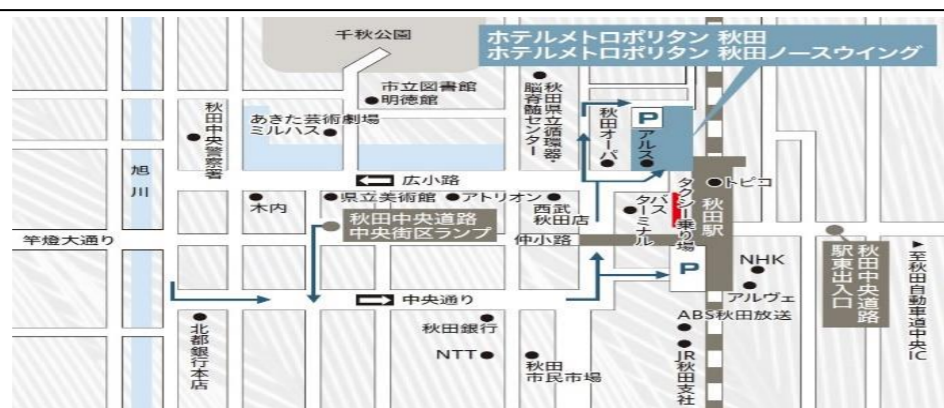 千秋公園
ホテルメトロポリタン 秋田
ホテルメトロポリタン 秋田ノースウイング
市立図書館
明徳館
あきた芸術劇場
ミルハス
秋田中央警察署
秋田県立循環器・
脳脊髄センター
秋田オーパ
P
アルス
旭川
広小路
トピコ
木内
県立美術館
アトリオン
西武
秋田店
バス
ターミナル
タクシー乗り場
秋田駅
秋田中央道路
中央街区ランプ
竿燈大通り
仲小路
P
NHK
アルヴェ
秋田中央道路
駅東出入口
至秋田自動車道中央IC
中央通り
ABS秋田放送
北都銀行本店
秋田銀行
NTT
秋田
市民市場
JR秋田支社